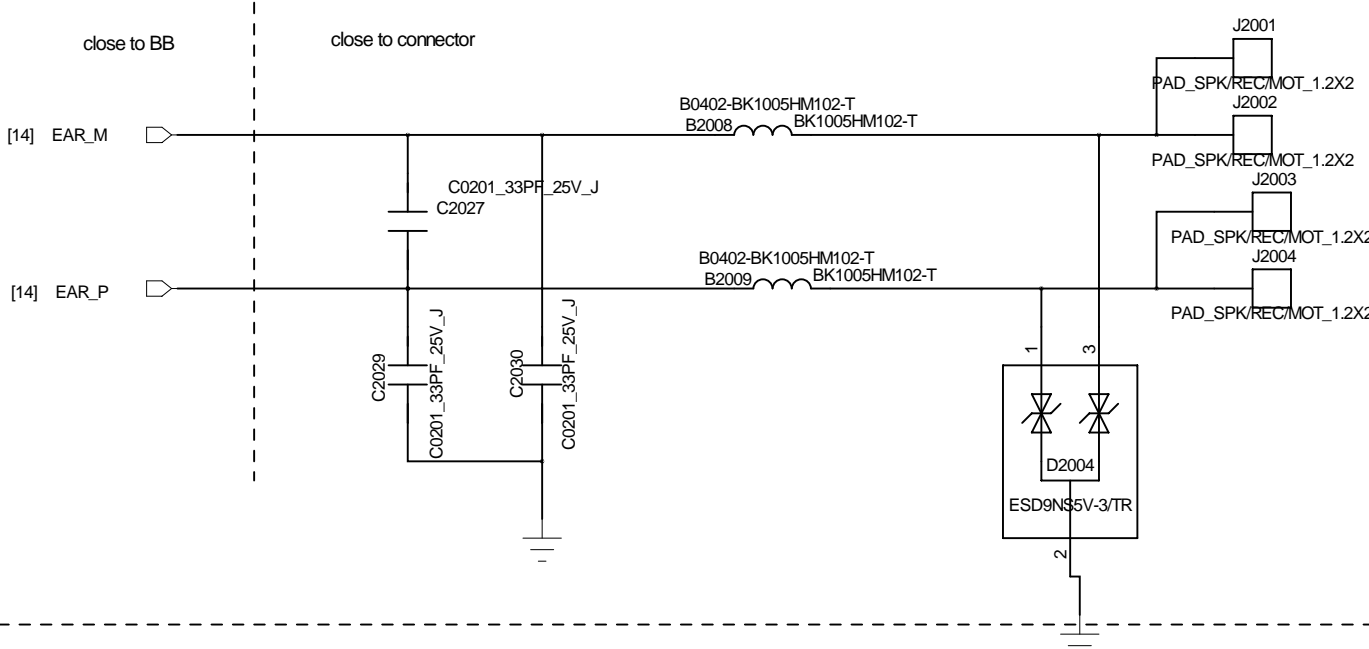 close to BB
close to connector
J2001
PAD_SPK/REC/MOT_1.2X2
J2002
PAD_SPK/REC/MOT_1.2X2
J2003
PAD_SPK/REC/MOT_1.2X2
J2004
PAD_SPK/REC/MOT_1.2X2
B0402-BK1005HM102-T
B2008
BK1005HM102-T
[14] EAR_M
C0201_33PF_25V_J
C2027
B0402-BK1005HM102-T
B2009
BK1005HM102-T
[14] EAR_P
C2029
C0201_33PF_25V_J
C2030
C0201_33PF_25V_J
1
3
D2004
ESD9NS5V-3/TR
2